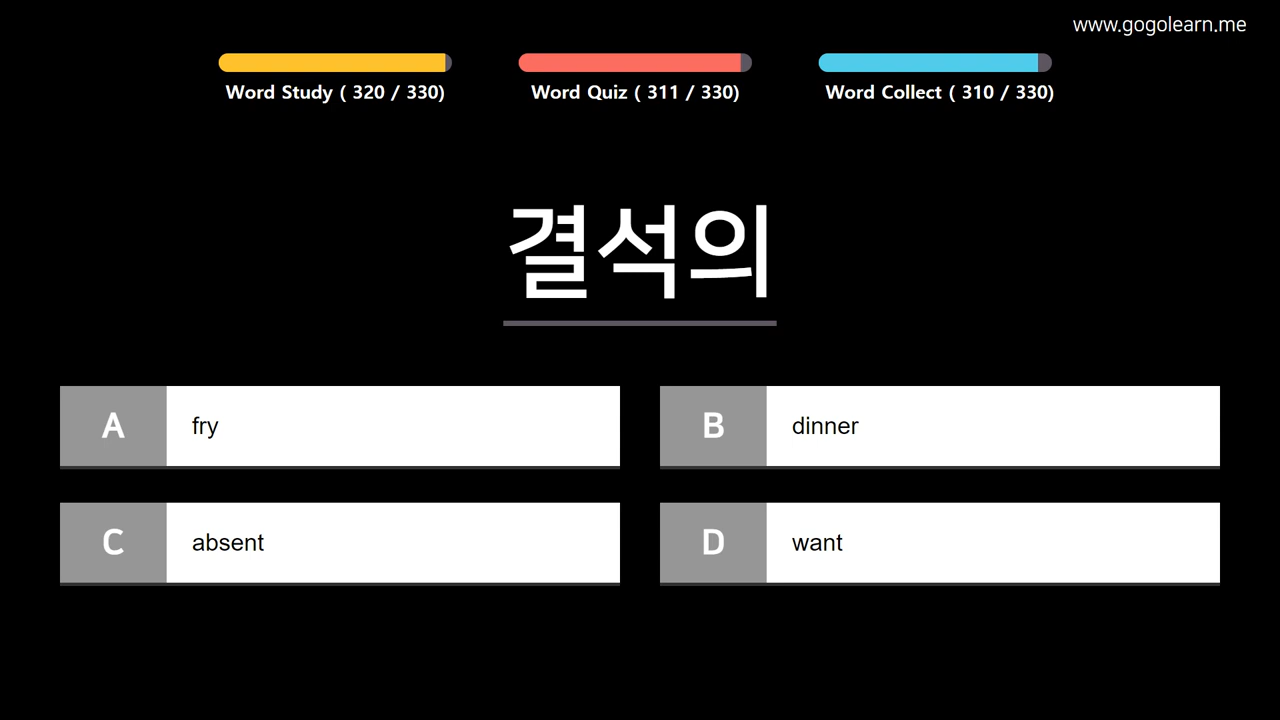 www.gogolearn.me
Word Study ( 320 / 330)
Word Quiz ( 311 / 330)
Word Collect ( 310 / 330)
결석의
A fry
B dinner
C absent
D want